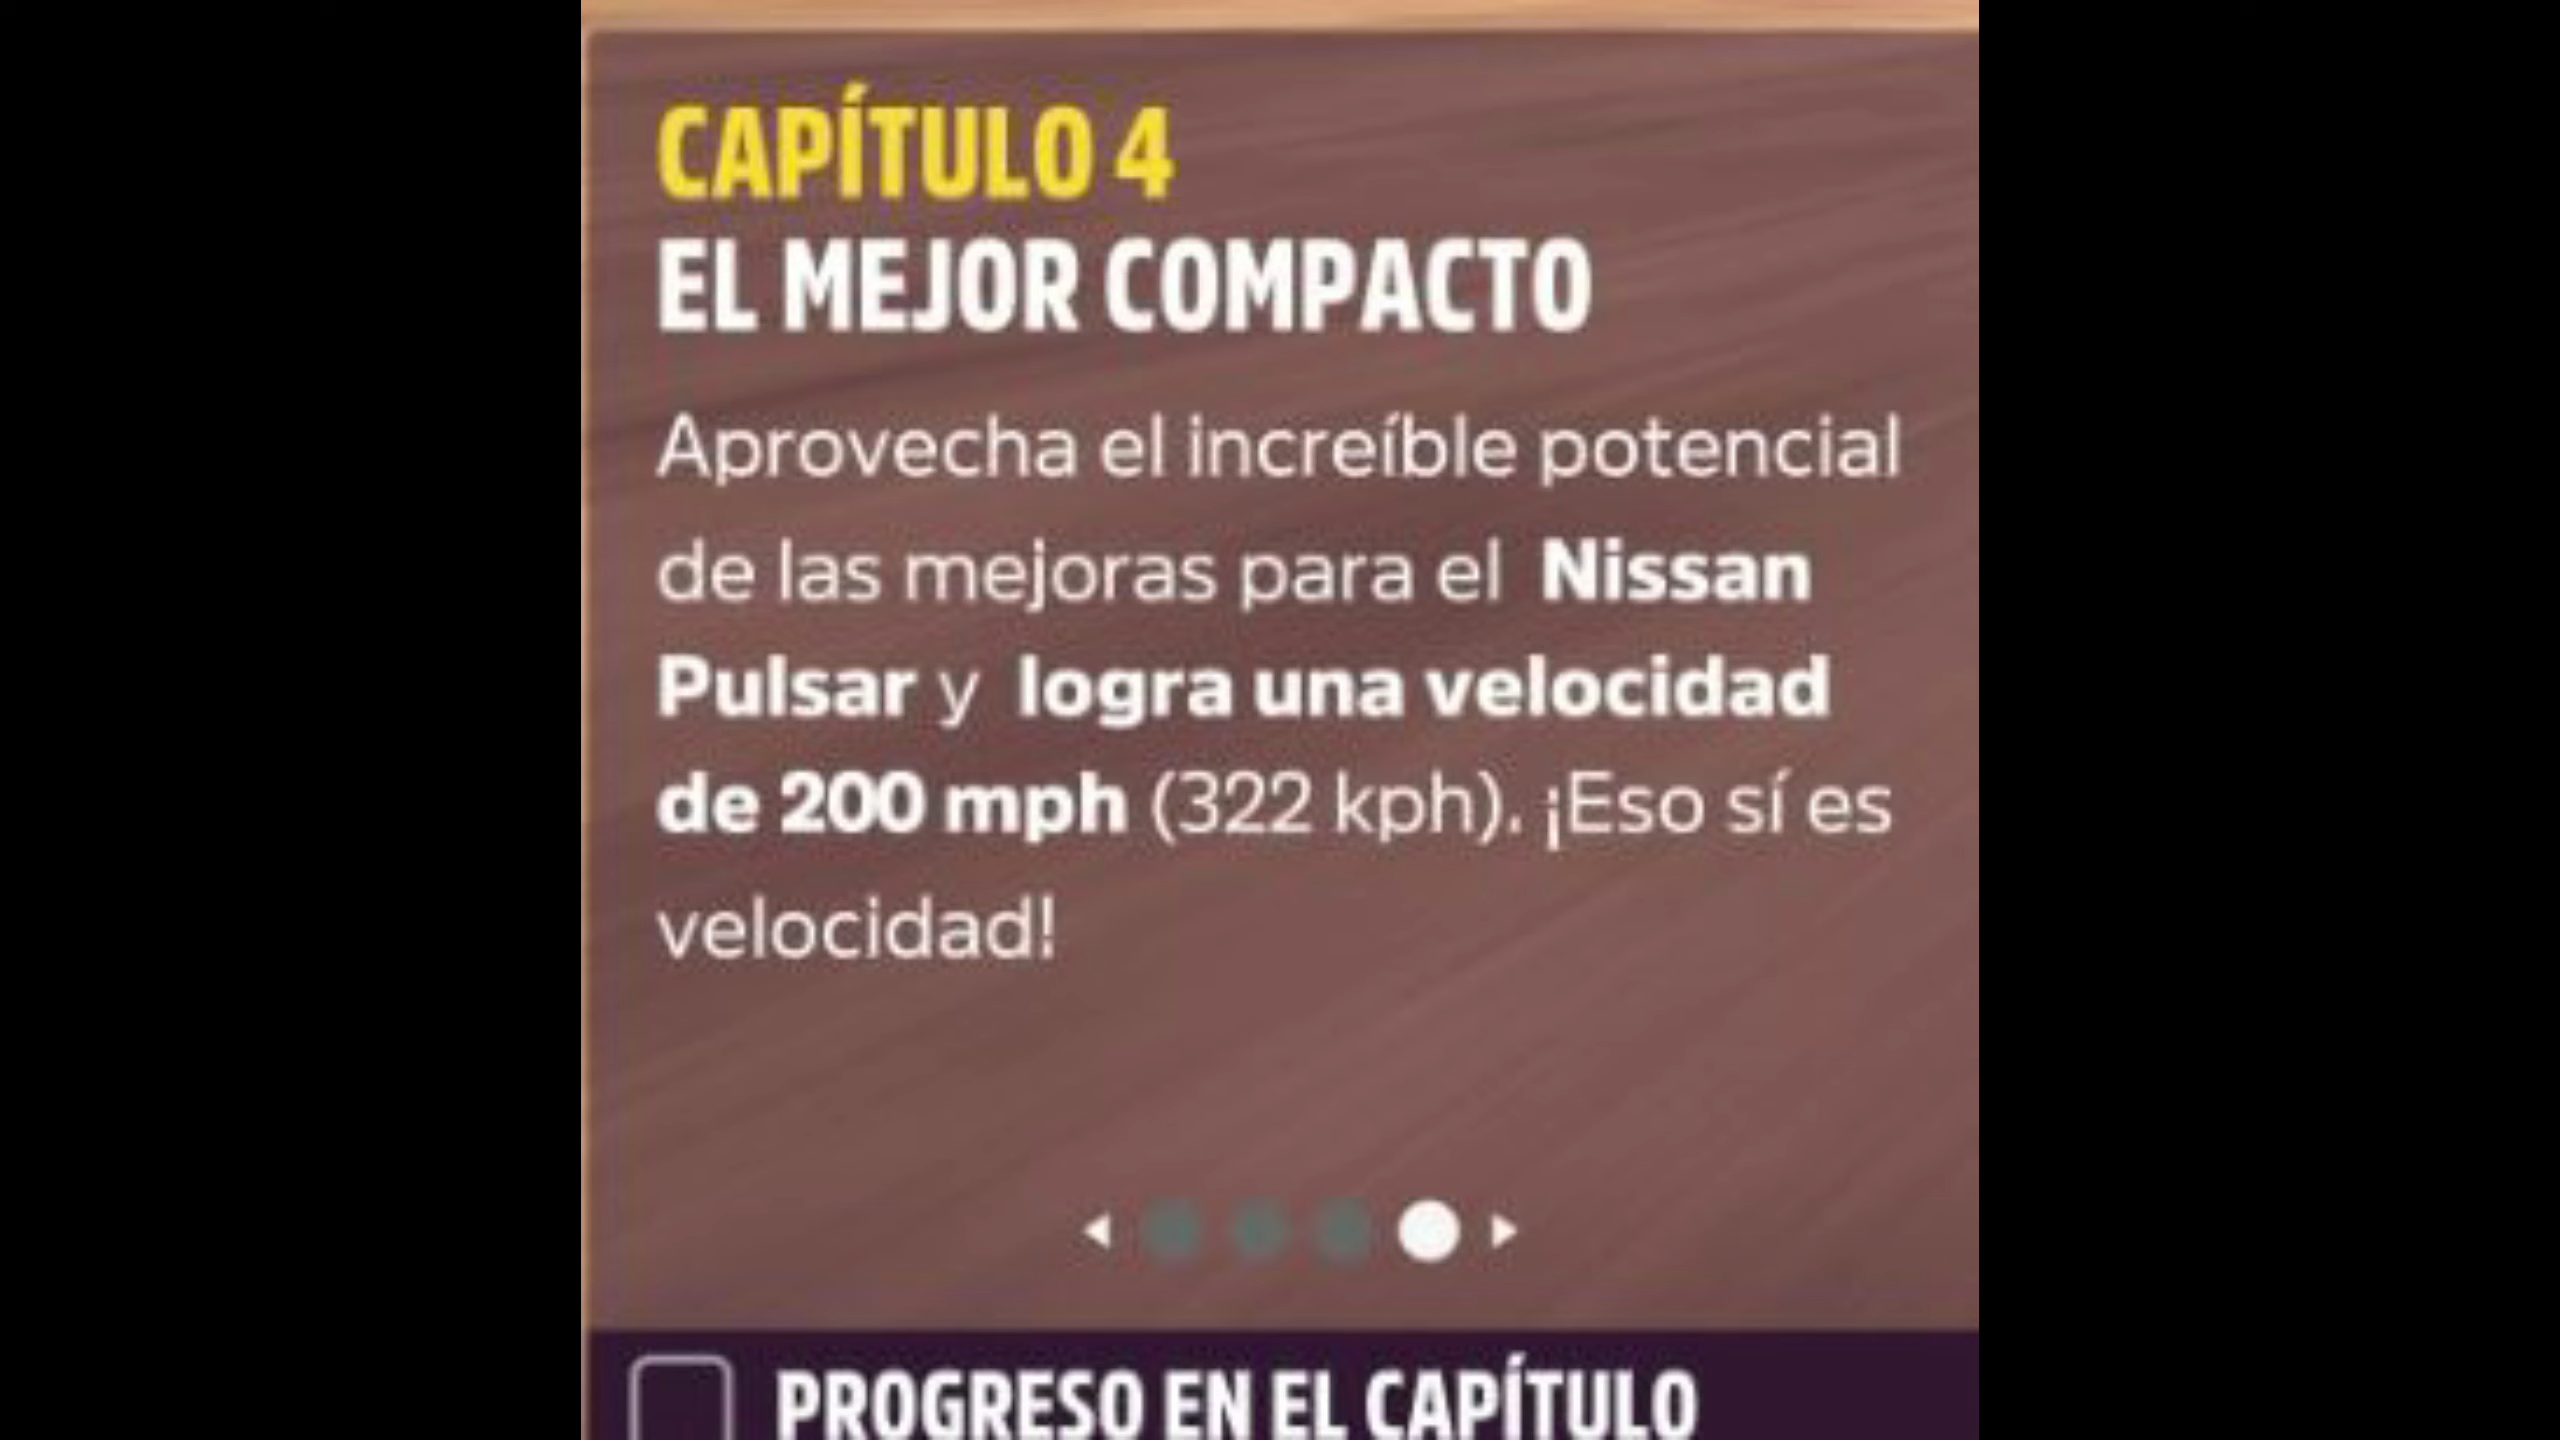 CAPÍTULO 4
EL MEJOR COMPACTO
Aprovecha el increíble potencial
de las mejoras para el Nissan
Pulsar y logra una velocidad
de 200 mph (322 kph). ¡Eso sí es
velocidad!
PROGRESO EN EL CAPÍTULO